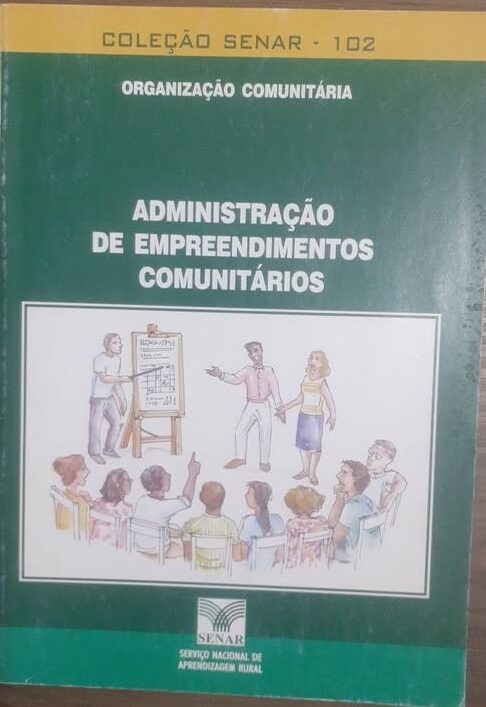 COLEÇÃO SENAR - 102
ORGANIZAÇÃO COMUNITÁRIA
ADMINISTRAÇÃO
DE EMPREENDIMENTOS
COMUNITÁRIOS
SENAR
SERVIÇO NACIONAL DE
APRENDIZAGEM RURAL